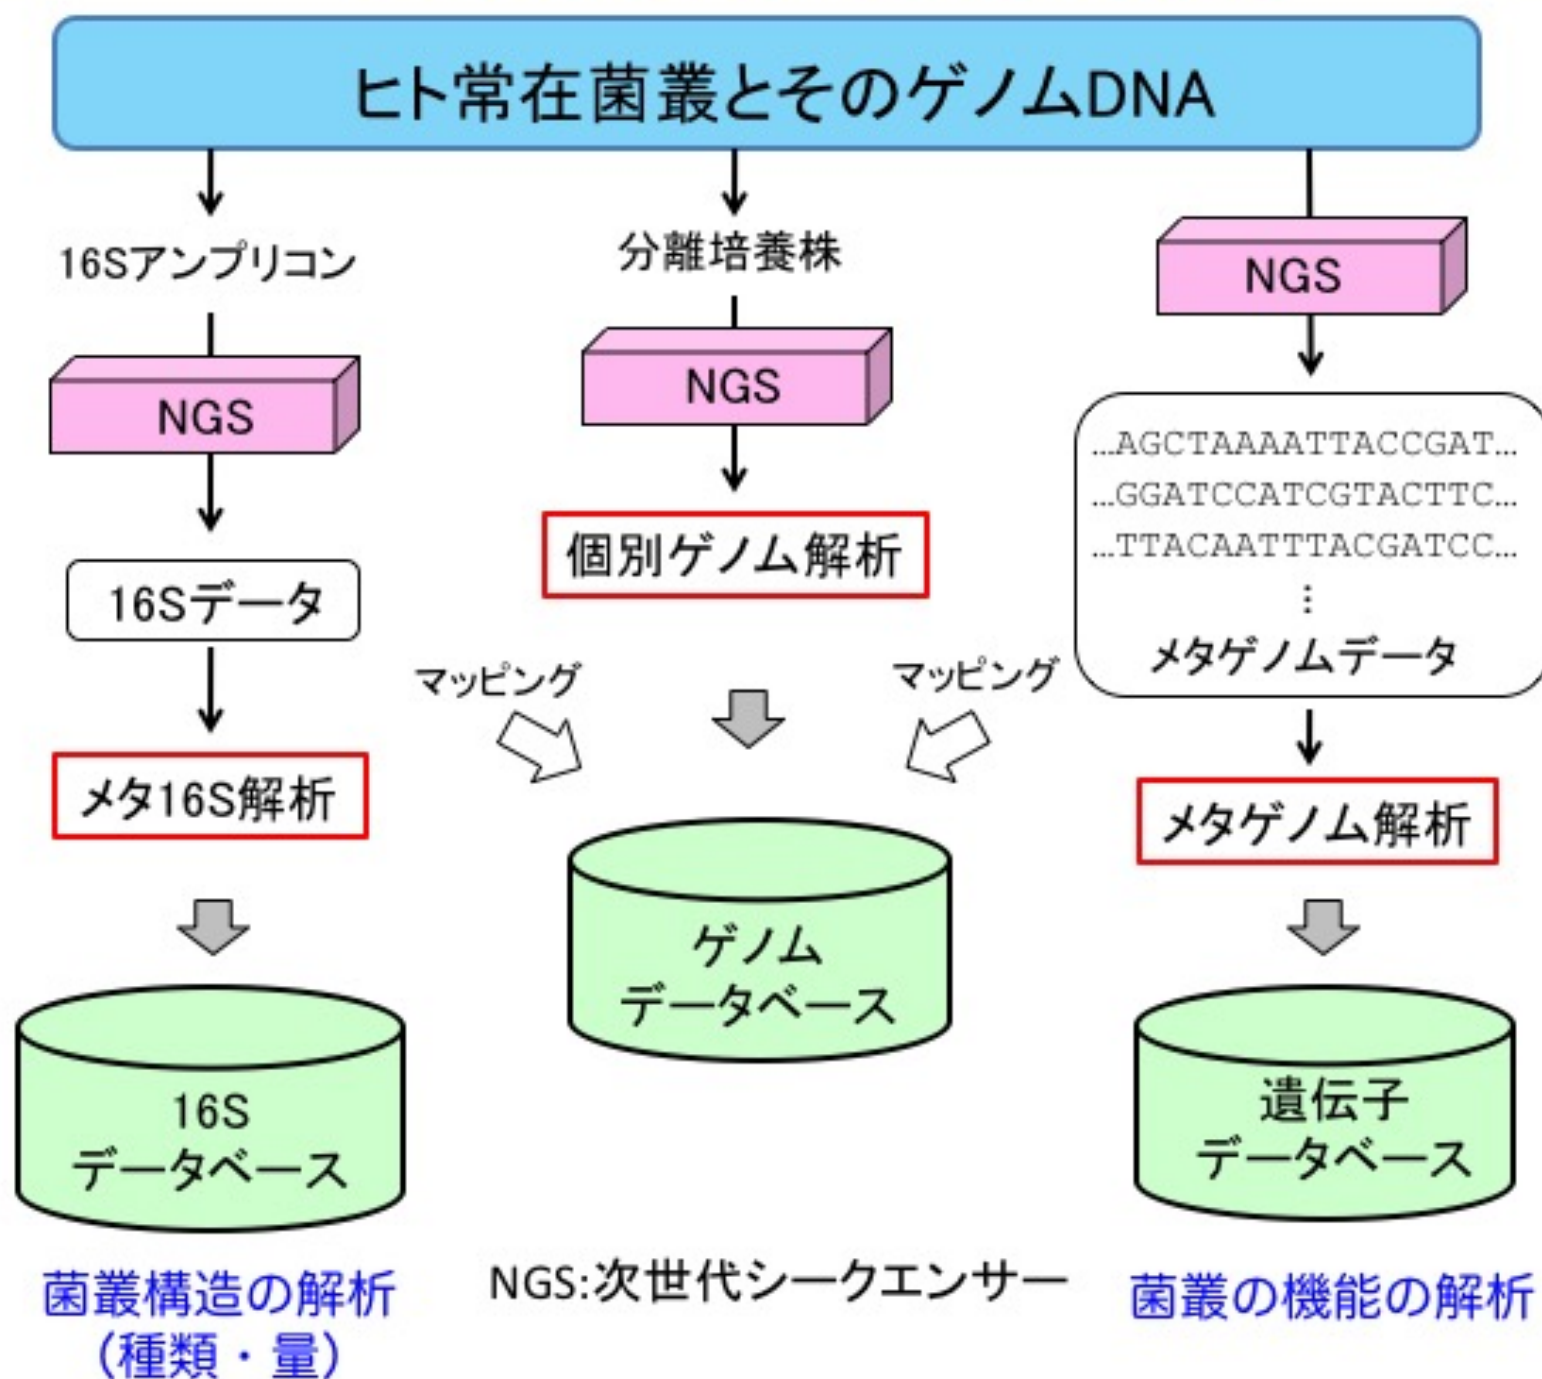 ヒト常在菌叢とそのゲノムDNA
16Sアンプリコン
NGS
16Sデータ
メタ16S解析
16S
データベース
菌叢構造の解析
（種類・量）
分離培養株
NGS
個別ゲノム解析
マッピング
マッピング
ゲノム
データベース
NGS:次世代シークエンサー
NGS
...AGCTAAAATTACCGAT...
...GGATCCATCGTACTTC...
...TTACAATTTACGATCC...
⋮
メタゲノムデータ
メタゲノム解析
遺伝子
データベース
菌叢の機能の解析